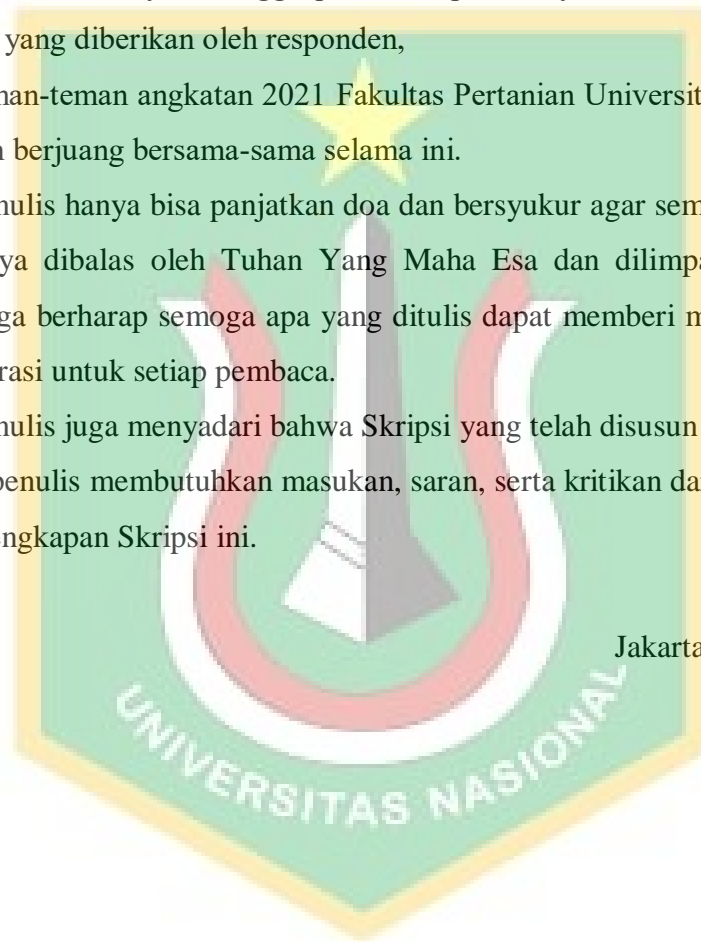 yang diberikan oleh responden,
man-teman angkatan 2021 Fakultas Pertanian Universit
berjuang bersama-sama selama ini.
nulis hanya bisa panjatkan doa dan bersyukur agar sem
ya dibalas oleh Tuhan Yang Maha Esa dan dilimpa
ga berharap semoga apa yang ditulis dapat memberi m
rasi untuk setiap pembaca.
nulis juga menyadari bahwa Skripsi yang telah disusun
penulis membutuhkan masukan, saran, serta kritikan da
engkapan Skripsi ini.
Jakarta
UNIVERSITAS NASIONAL